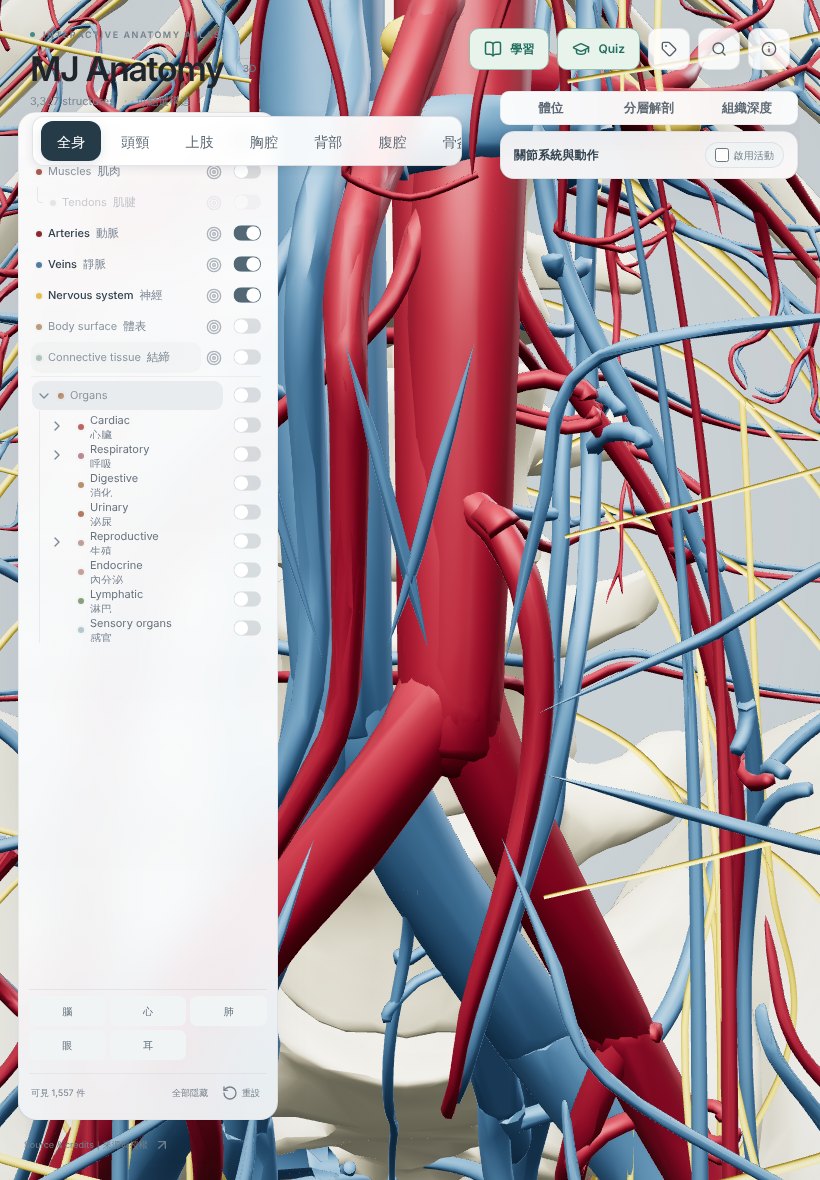 INTERACTIVE ANATOMY
MJ Anatomy
3D
學習
Quiz
體位
分層解剖
組織深度
全身
頭頸
上肢
胸腔
背部
腹腔
關節系統與動作
啟用活動
Muscles 肌肉
Tendons 肌腱
Arteries 動脈
Veins 靜脈
Nervous system 神經
Body surface 體表
Connective tissue 結締
Organs
Cardiac
心臟
Respiratory
呼吸
Digestive
消化
Urinary
泌尿
Reproductive
生殖
Endocrine
內分泌
Lymphatic
淋巴
Sensory organs
感官
腦
心
肺
眼
耳
可見 1,557 件
全部隱藏
重設